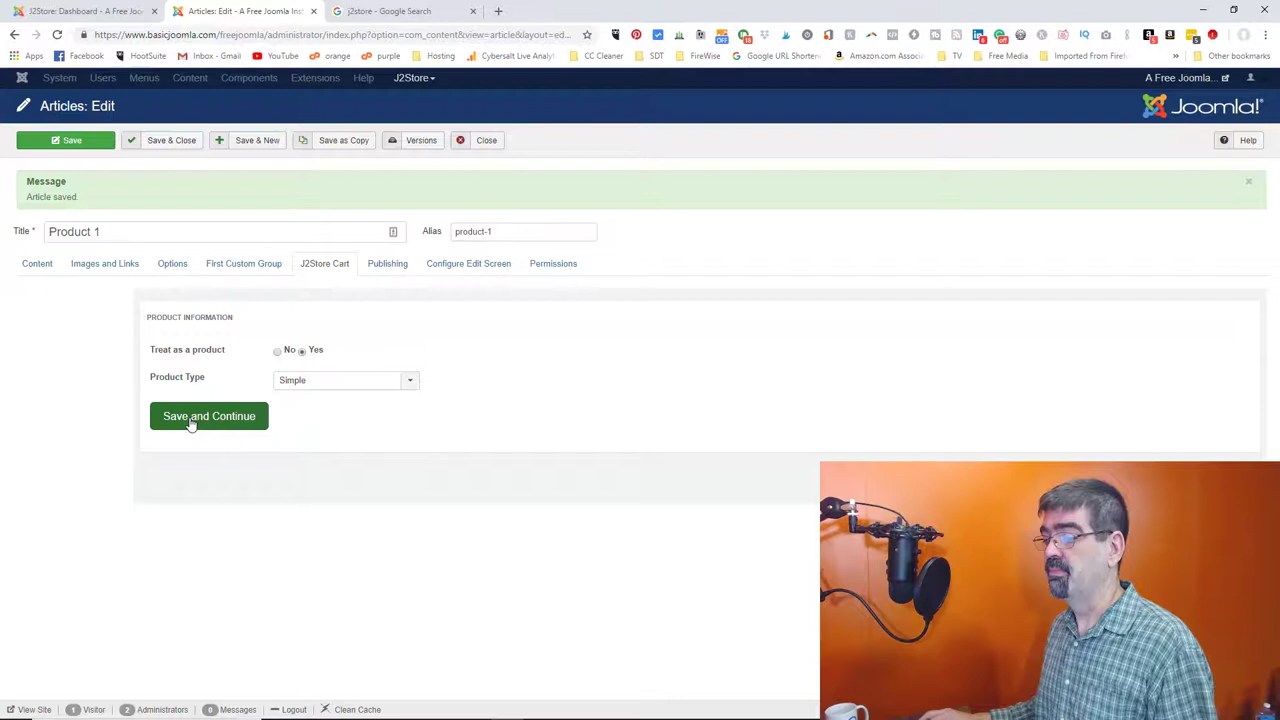 J2Store: Dashboard - A Free Joo
Articles: Edit - A Free Joomla Inst
j2store - Google Search
https://www.basicjoomla.com/freejoomla/administrator/index.php?option=com_content&view=article&layout=ed...
Apps Facebook HootSuite Inbox - Gmail YouTube orange purple Hosting Cybersalt Live Analy CC Cleaner SDT FireWise Google URL Shortene Amazon.com Associ TV Free Media Imported From Firef Other bookmarks
System Users Menus Content Components Extensions Help J2Store A Free Joomla...
Articles: Edit Joomla!
Save Save & Close Save & New Save as Copy Versions Close Help
Message
Article saved.
Title * Product 1 Alias product-1
Content Images and Links Options First Custom Group J2Store Cart Publishing Configure Edit Screen Permissions
PRODUCT INFORMATION
Treat as a product No Yes
Product Type Simple
Save and Continue
View Site 1 Visitor 2 Administrators 0 Messages Logout Clean Cache